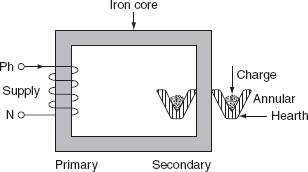 Iron core
Ph
Supply
N
Charge
Annular
Hearth
Primary
Secondary